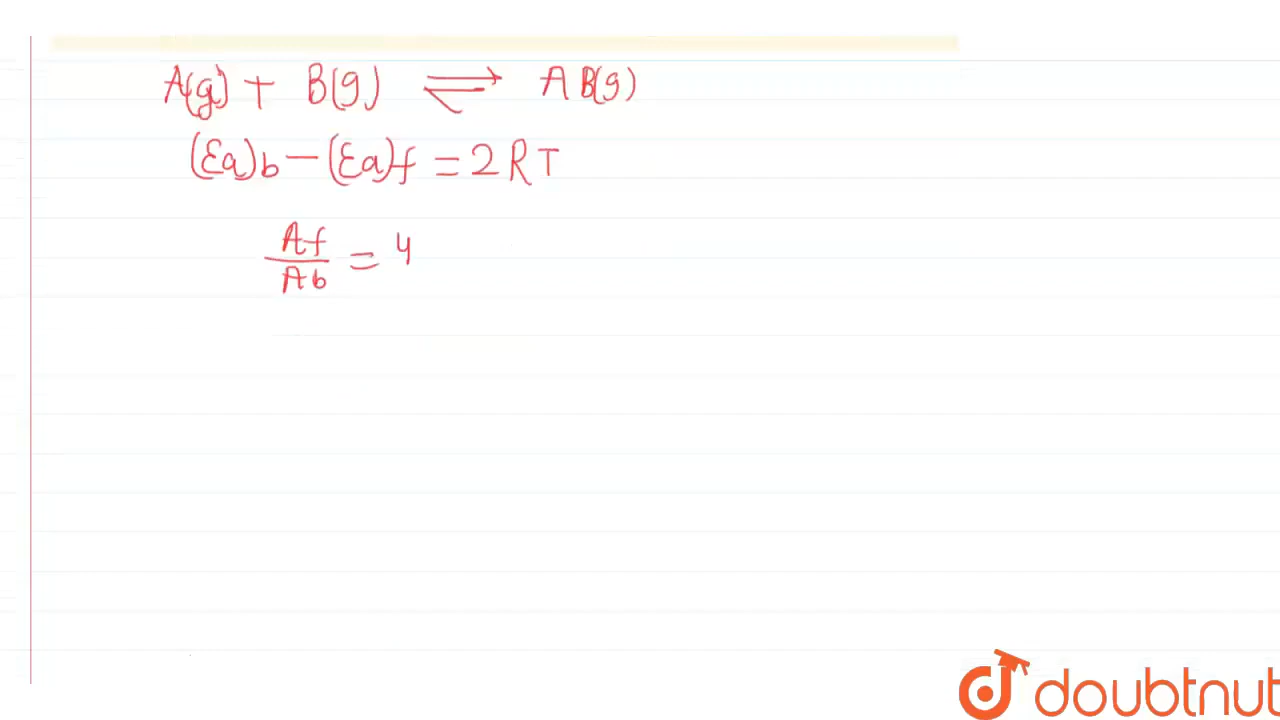 A(g) + B(g) ⇌ AB(g)
(Ea)b − (Ea)f = 2RT
Af/Ab = 4
doubtnut